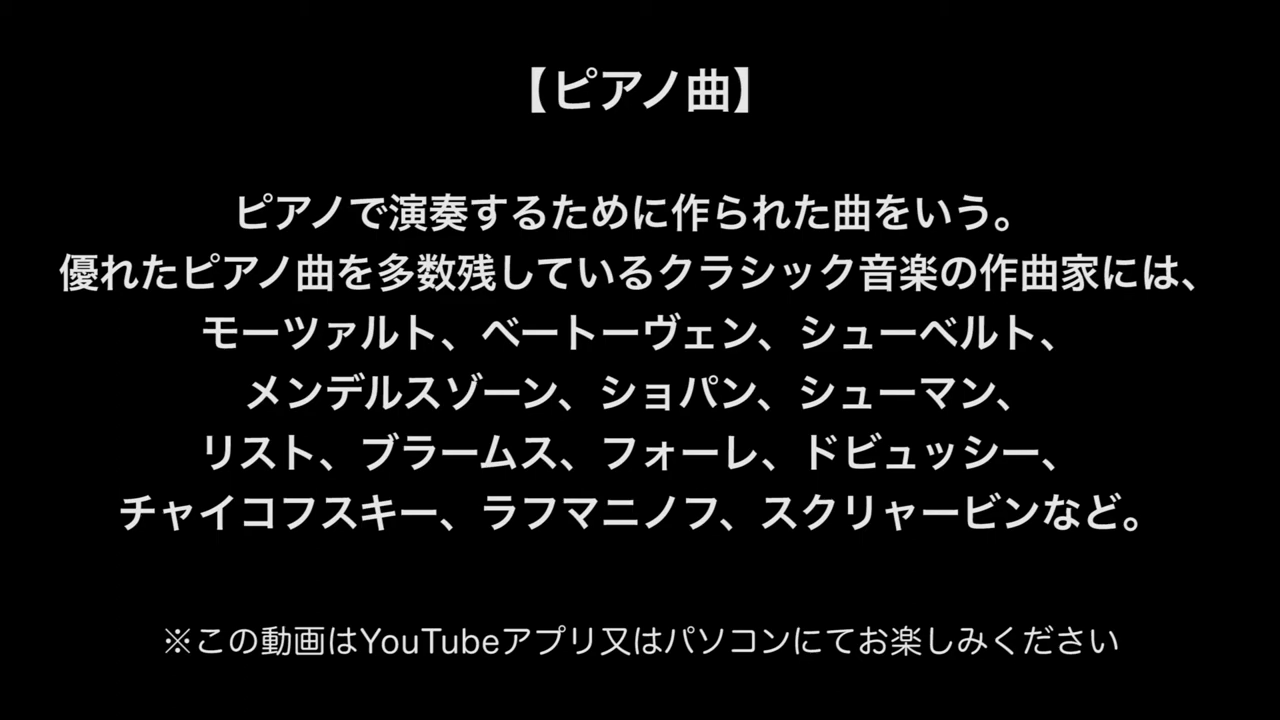 【ピアノ曲】
ピアノで演奏するために作られた曲をいう。
優れたピアノ曲を多数残しているクラシック音楽の作曲家には、
モーツァルト、ベートーヴェン、シューベルト、
メンデルスゾーン、ショパン、シューマン、
リスト、ブラームス、フォーレ、ドビュッシー、
チャイコフスキー、ラフマニノフ、スクリャービンなど。
※この動画はYouTubeアプリ又はパソコンにてお楽しみください